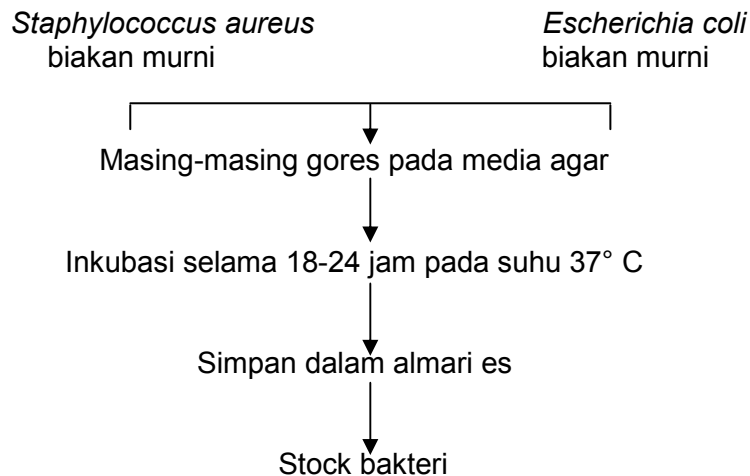 Staphylococcus aureus
biakan murni
Escherichia coli
biakan murni
Masing-masing gores pada media agar
Inkubasi selama 18-24 jam pada suhu 37° C
Simpan dalam almari es
Stock bakteri